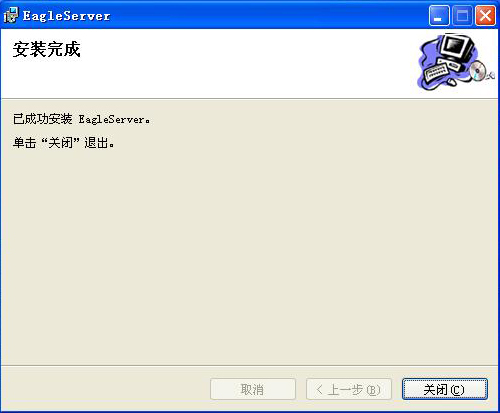 EagleServer
安装完成
已成功安装 EagleServer。
单击“关闭”退出。
取消
< 上一步(B)
关闭(C)